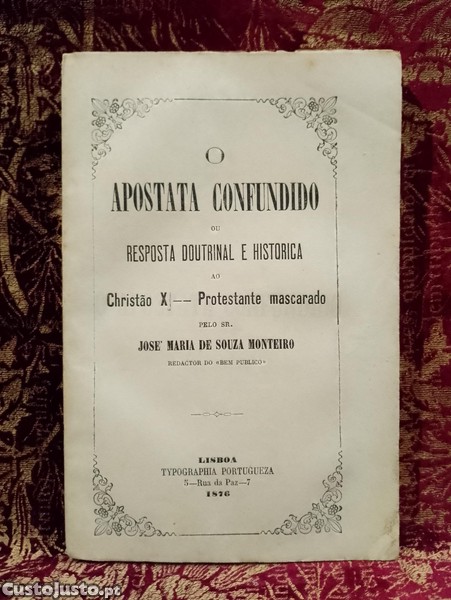 O
APOSTATA CONFUNDIDO
OU
RESPOSTA DOUTRINAL E HISTORICA
AO
Christão X — Protestante mascarado
PELO SR.
JOSE' MARIA DE SOUZA MONTEIRO
REDACTOR DO «BEM PUBLICO»
LISBOA
TYPOGRAPHIA PORTUGUEZA
5—Rua da Paz—7
1876
CustoJusto.pt